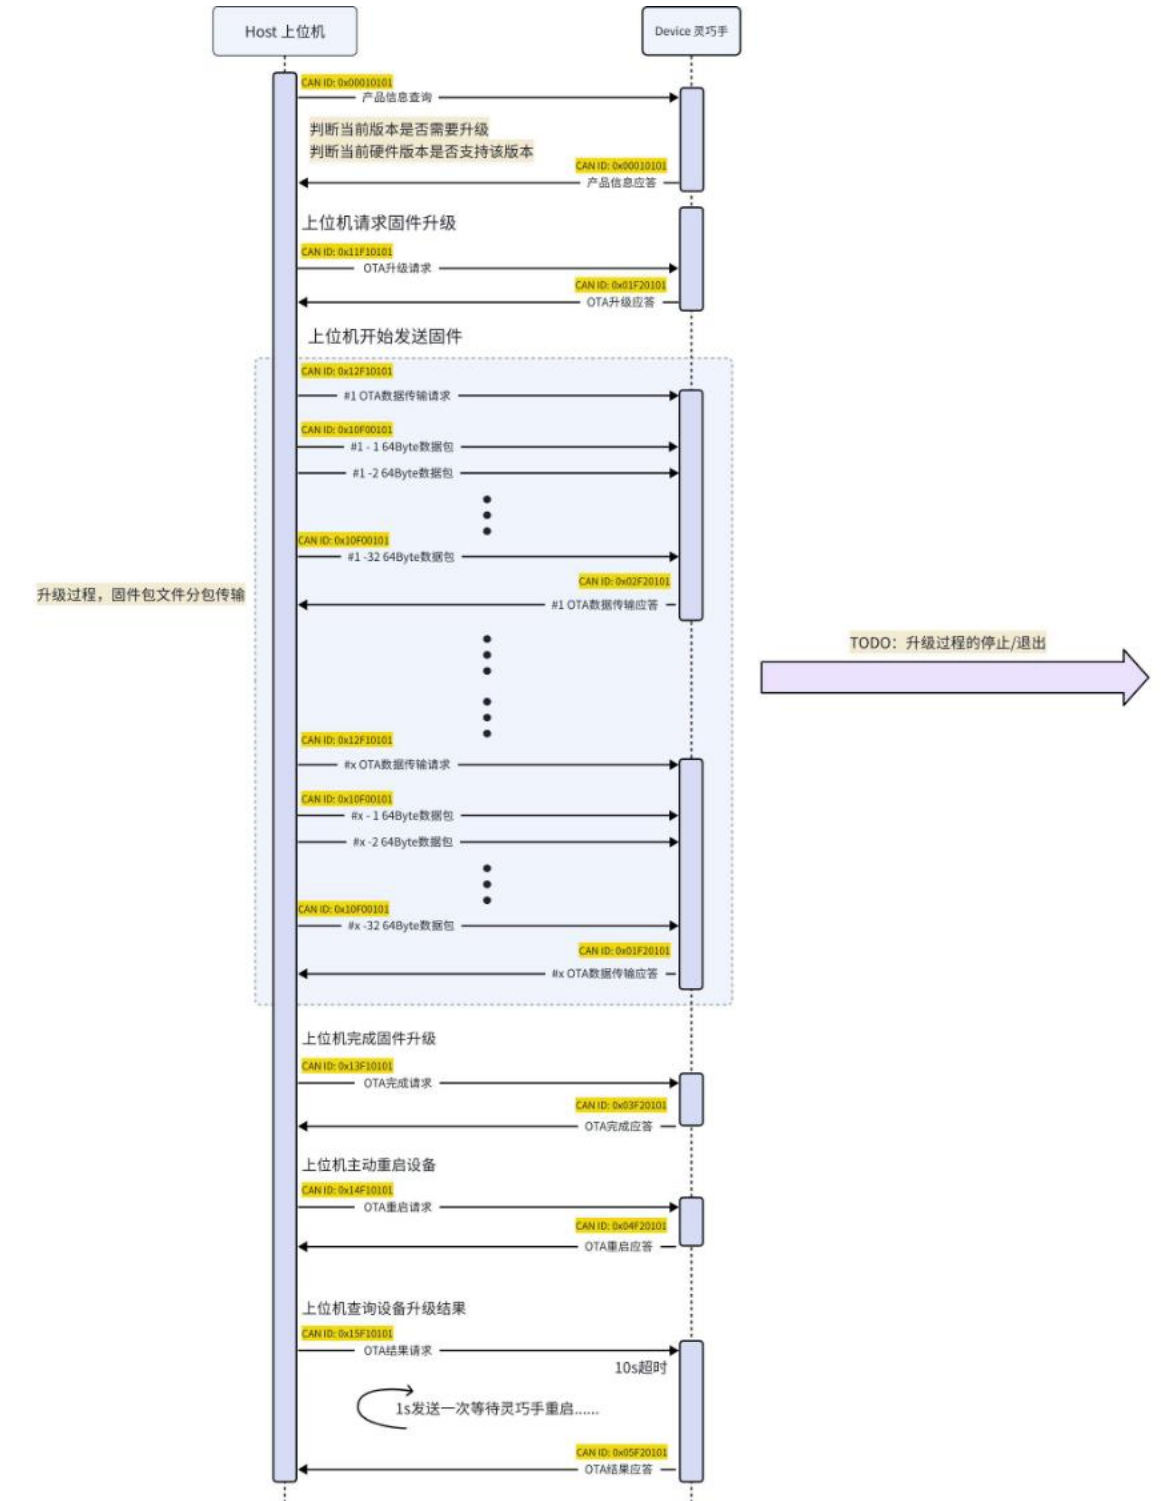 Host 上位机
Device 灵巧手
CAN ID: 0x00010101
产品信息查询
判断当前版本是否需要升级
判断当前硬件版本是否支持该版本
CAN ID: 0x00010101
产品信息应答
上位机请求固件升级
CAN ID: 0x11F10101
OTA升级请求
CAN ID: 0x01F20101
OTA升级应答
上位机开始发送固件
CAN ID: 0x12F10101
#1 OTA数据传输请求
CAN ID: 0x10F00101
#1 - 1 64Byte数据包
#1 -2 64Byte数据包
CAN ID: 0x10F00101
#1 -32 64Byte数据包
CAN ID: 0x02F20101
#1 OTA数据传输应答
升级过程，固件包文件分包传输
TODO：升级过程的停止/退出
CAN ID: 0x12F10101
#x OTA数据传输请求
CAN ID: 0x10F00101
#x - 1 64Byte数据包
#x -2 64Byte数据包
CAN ID: 0x10F00101
#x -32 64Byte数据包
CAN ID: 0x01F20101
#x OTA数据传输应答
上位机完成固件升级
CAN ID: 0x13F10101
OTA完成请求
CAN ID: 0x03F20101
OTA完成应答
上位机主动重启设备
CAN ID: 0x14F10101
OTA重启请求
CAN ID: 0x04F20101
OTA重启应答
上位机查询设备升级结果
CAN ID: 0x15F10101
OTA结果请求
10s超时
1s发送一次等待灵巧手重启......
CAN ID: 0x05F20101
OTA结果应答